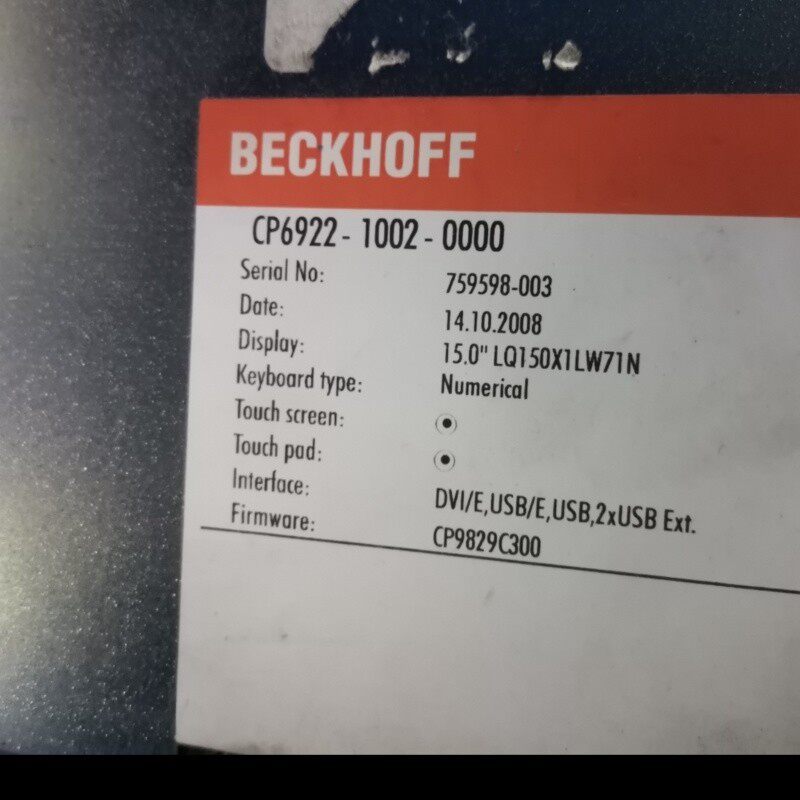 BECKHOFF
CP6922 - 1002 - 0000
Serial No: 759598-003
Date: 14.10.2008
Display: 15.0" LQ150X1LW71N
Keyboard type: Numerical
Touch screen:
Touch pad:
Interface: DVI/E,USB/E,USB,2xUSB Ext.
Firmware: CP9829C300